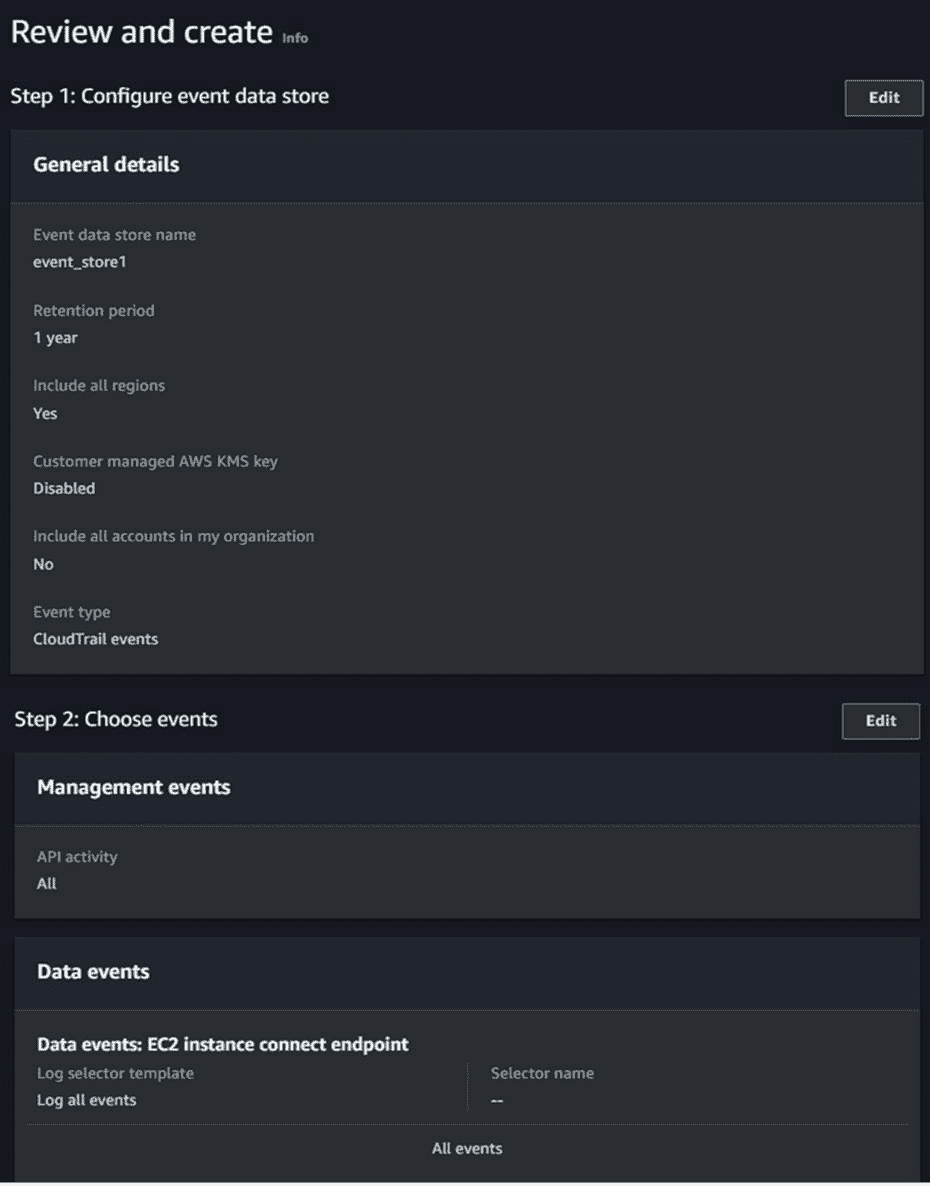 Review and create Info
Step 1: Configure event data store
Edit
General details
Event data store name
event_store1
Retention period
1 year
Include all regions
Yes
Customer managed AWS KMS key
Disabled
Include all accounts in my organization
No
Event type
CloudTrail events
Step 2: Choose events
Edit
Management events
API activity
All
Data events
Data events: EC2 instance connect endpoint
Log selector template
Log all events
Selector name
--
All events